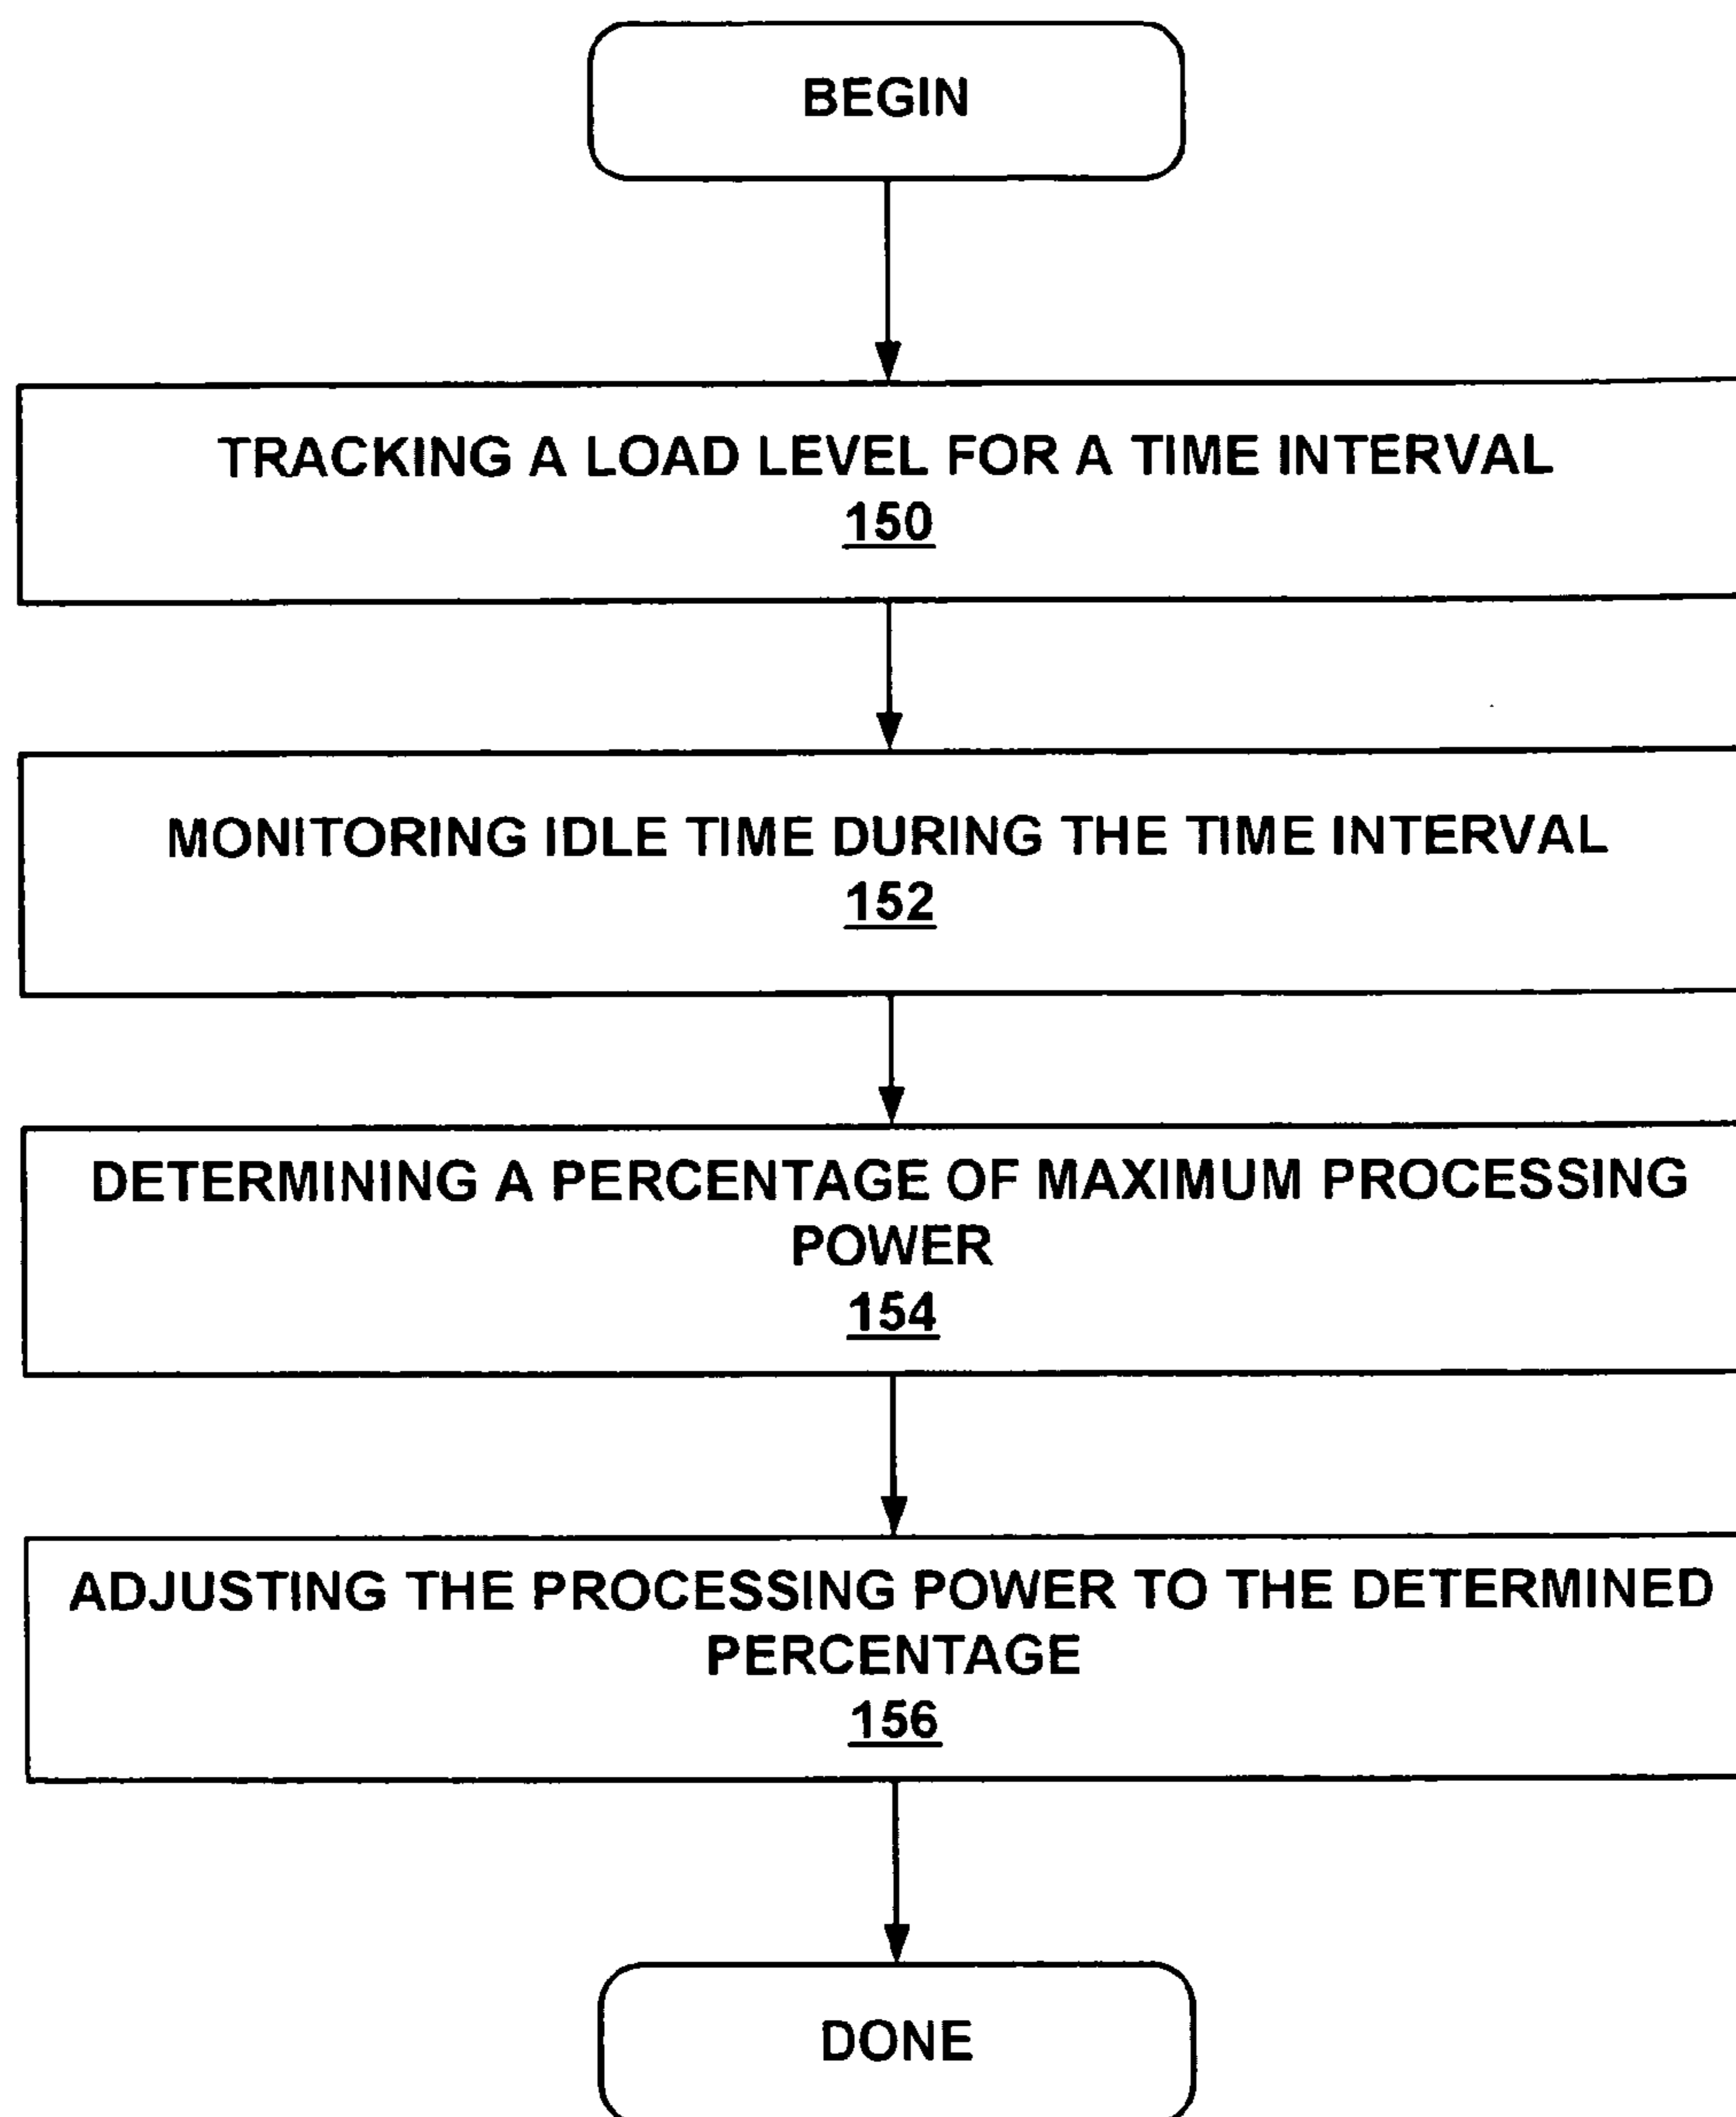 BEGIN
TRACKING A LOAD LEVEL FOR A TIME INTERVAL
150
MONITORING IDLE TIME DURING THE TIME INTERVAL
152
DETERMINING A PERCENTAGE OF MAXIMUM PROCESSING
POWER
154
ADJUSTING THE PROCESSING POWER TO THE DETERMINED
PERCENTAGE
156
DONE